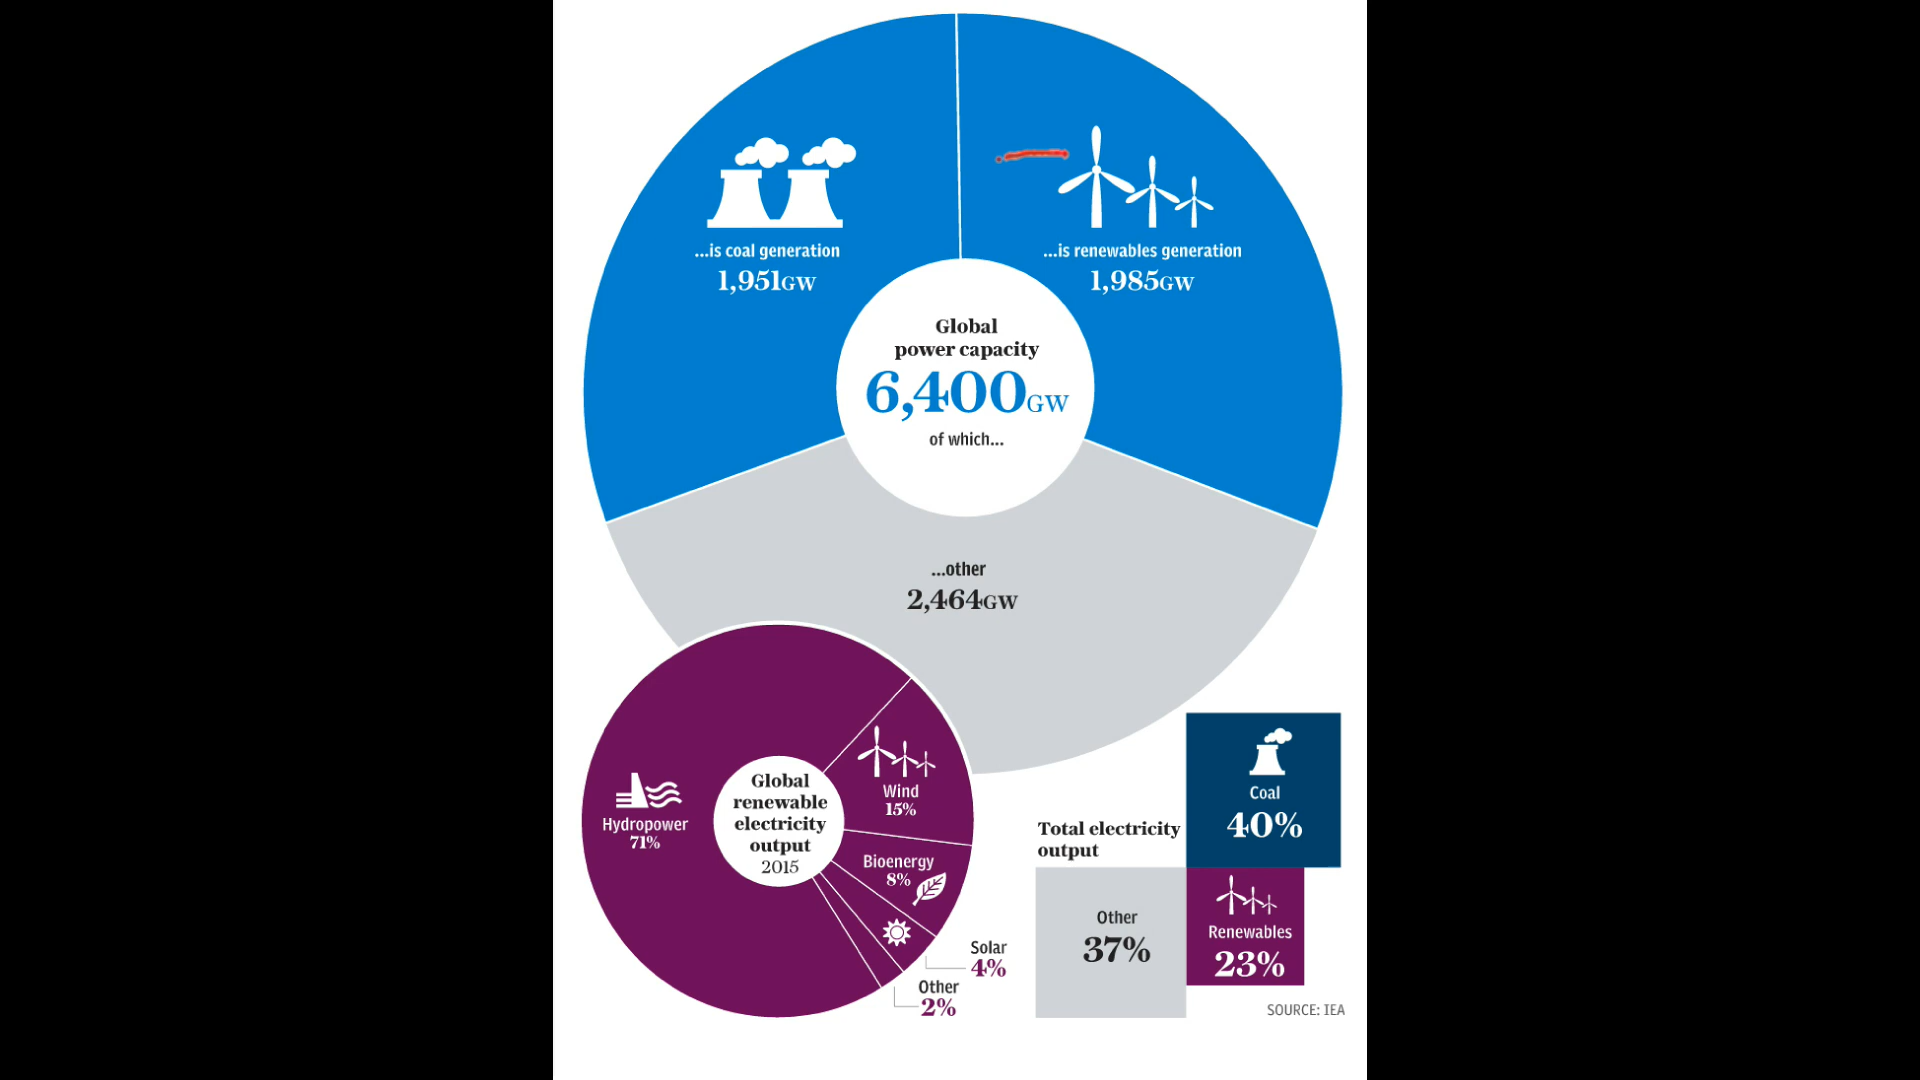 ...is coal generation
1,951GW
...is renewables generation
1,985GW
Global
power capacity
6,400GW
of which...
...other
2,464GW
Hydropower
71%
Global
renewable
electricity
output
2015
Wind
15%
Bioenergy
8%
Solar
4%
Other
2%
Total electricity
output
Coal
40%
Other
37%
Renewables
23%
SOURCE: IEA